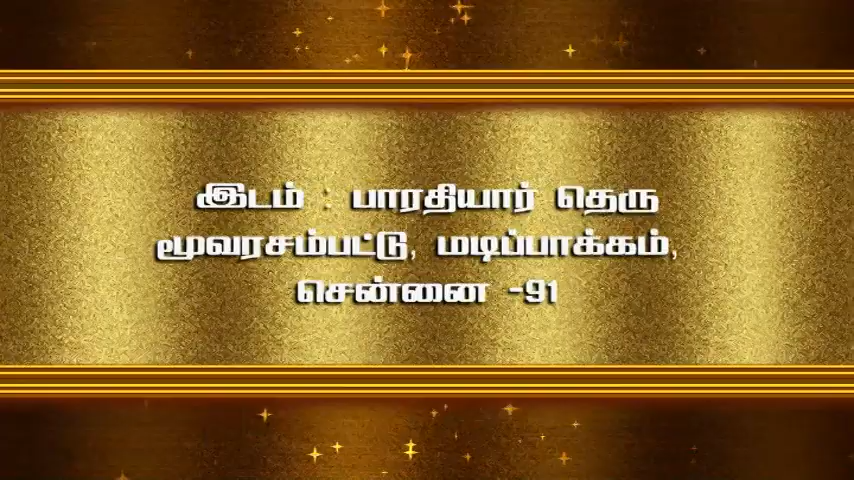 இடம் : பாரதியார் தெரு
மூவரசம்பட்டு, மடிப்பாக்கம்,
சென்னை -91